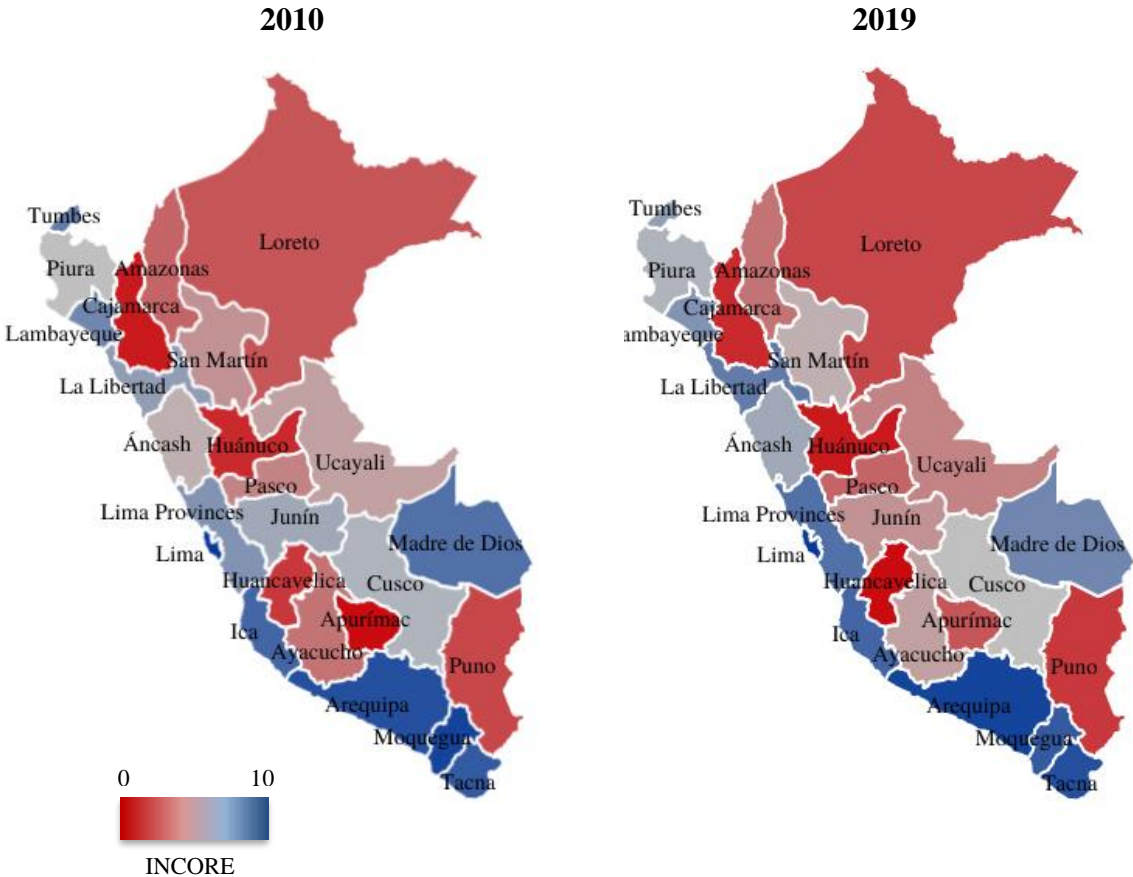 2010
2019
Tumbes
Piura
Amazonas
Loreto
Cajamarca
Lambayeque
San Martín
La Libertad
Áncash
Huánuco
Ucayali
Pasco
Lima Provinces
Junín
Lima
Madre de Dios
Huancavelica
Cusco
Ica
Apurímac
Ayacucho
Puno
Arequipa
Moquegua
Tacna
Tumbes
Piura
Amazonas
Loreto
Cajamarca
ambayeque
San Martín
La Libertad
Áncash
Huánuco
Ucayali
Pasco
Lima Provinces
Junín
Lima
Madre de Dios
Huancavelica
Cusco
Ica
Apurímac
Ayacucho
Puno
Arequipa
Moquegua
Tacna
0
10
INCORE